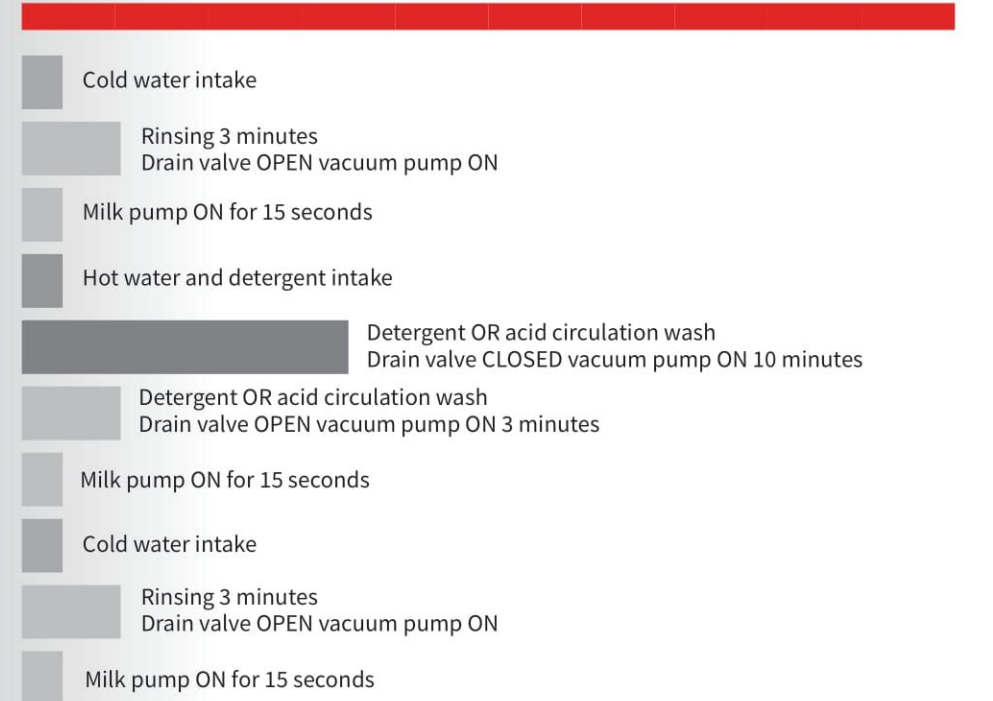 Cold water intake
Rinsing 3 minutes
Drain valve OPEN vacuum pump ON
Milk pump ON for 15 seconds
Hot water and detergent intake
Detergent OR acid circulation wash
Drain valve CLOSED vacuum pump ON 10 minutes
Detergent OR acid circulation wash
Drain valve OPEN vacuum pump ON 3 minutes
Milk pump ON for 15 seconds
Cold water intake
Rinsing 3 minutes
Drain valve OPEN vacuum pump ON
Milk pump ON for 15 seconds